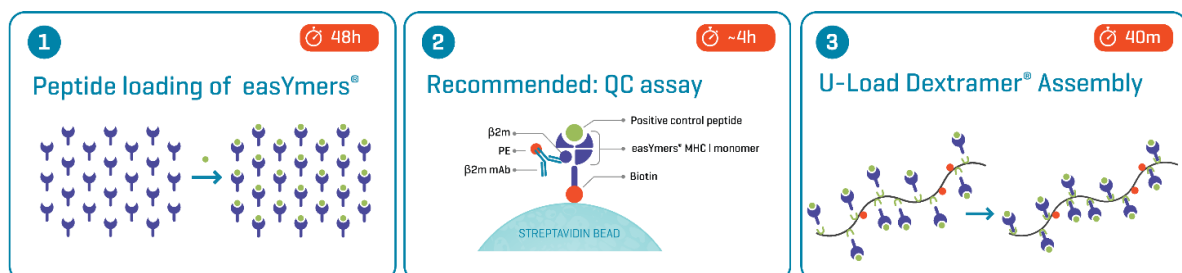 1
48h
Peptide loading of easYmers®
2
~4h
Recommended: QC assay
Positive control peptide
β2m
PE
easYmers® MHC I monomer
β2m mAb
Biotin
STREPTAVIDIN BEAD
3
40m
U-Load Dextramer® Assembly